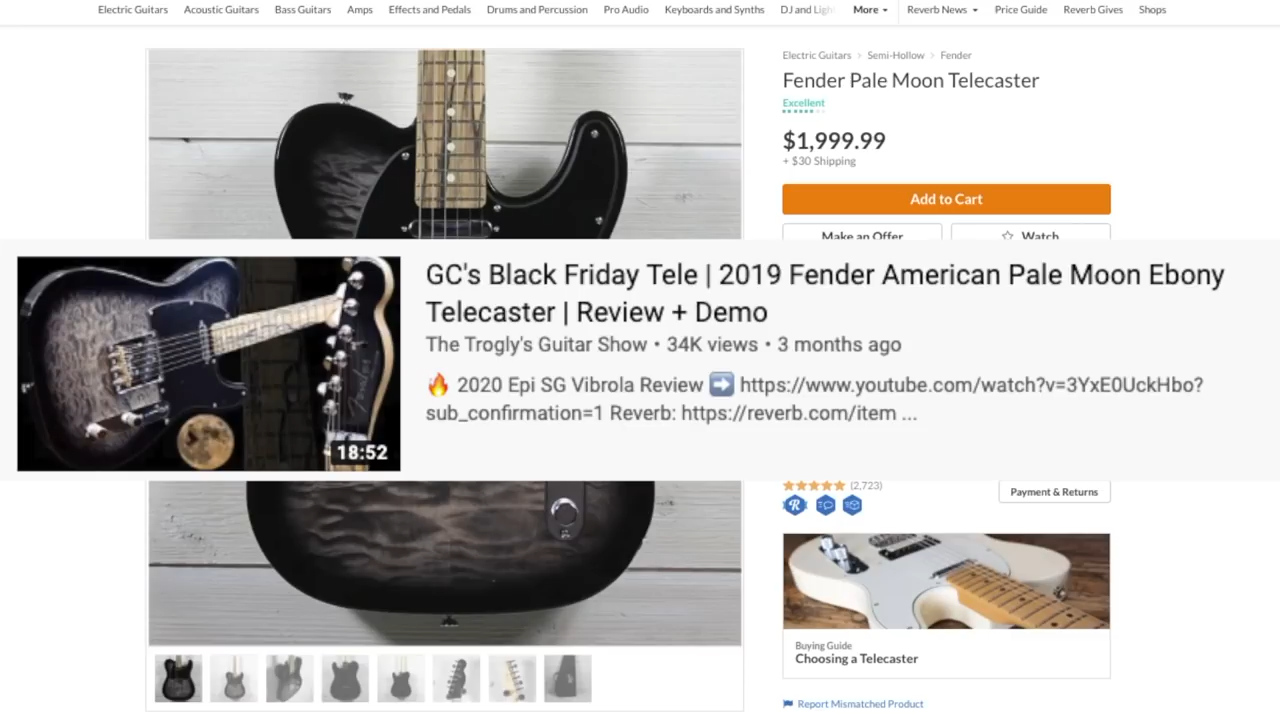 Electric Guitars Acoustic Guitars Bass Guitars Amps Effects and Pedals Drums and Percussion Pro Audio Keyboards and Synths DJ and Ligh More Reverb News Price Guide Reverb Gives Shops
Electric Guitars > Semi-Hollow > Fender
Fender Pale Moon Telecaster
Excellent
$1,999.99
+ $30 Shipping
Add to Cart
Make an Offer Watch
GC's Black Friday Tele | 2019 Fender American Pale Moon Ebony
Telecaster | Review + Demo
The Trogly's Guitar Show • 34K views • 3 months ago
🔥 2020 Epi SG Vibrola Review ➡️ https://www.youtube.com/watch?v=3YxE0UckHbo?
sub_confirmation=1 Reverb: https://reverb.com/item ...
18:52
(2,723)
Payment & Returns
Buying Guide
Choosing a Telecaster
Report Mismatched Product